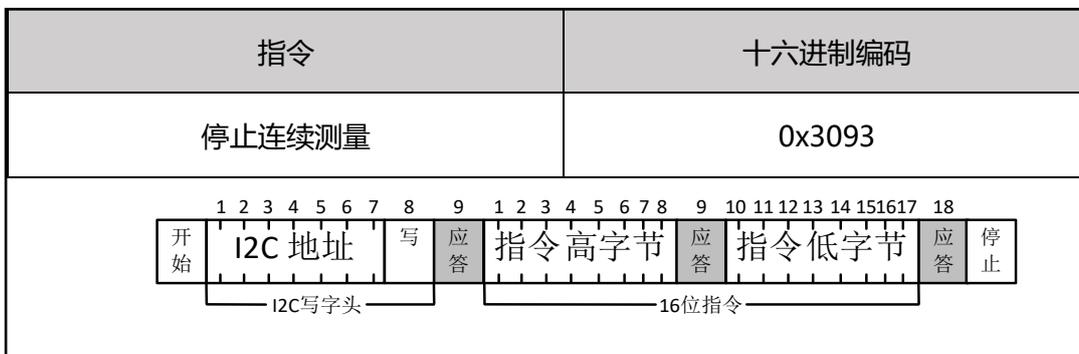 指令 十六进制编码
停止连续测量 0x3093
1 2 3 4 5 6 7 8 9 1 2 3 4 5 6 7 8 9 10 11 12 13 14 15 16 17 18
开始 I2C 地址 写 应答 指令高字节 应答 指令低字节 应答 停止
I2C写字头 16位指令